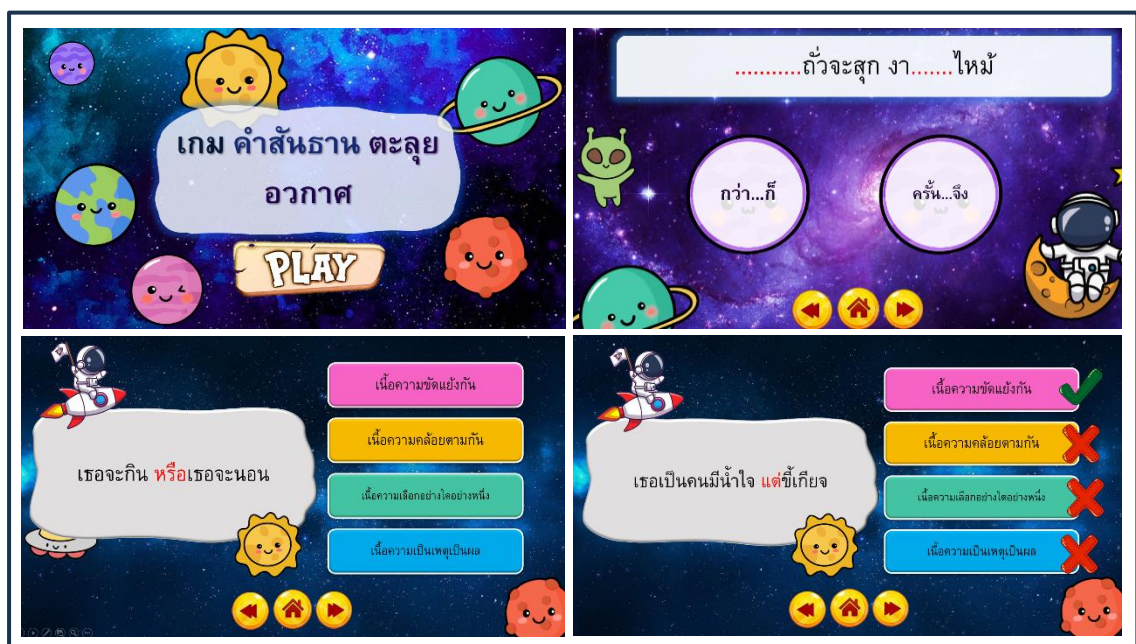 เกม คำสันธาน ตะลุย
อวกาศ
PLAY
...........ถั่วจะสุก งา.......ไหม้
กว่า...ก็
ครั้น...จึง
เธอจะกิน หรือเธอจะนอน
เนื้อความขัดแย้งกัน
เนื้อความคล้อยตามกัน
เนื้อความเลือกอย่างใดอย่างหนึ่ง
เนื้อความเป็นเหตุเป็นผล
เธอเป็นคนมีน้ำใจ แต่ขี้เกียจ
เนื้อความขัดแย้งกัน
เนื้อความคล้อยตามกัน
เนื้อความเลือกอย่างใดอย่างหนึ่ง
เนื้อความเป็นเหตุเป็นผล